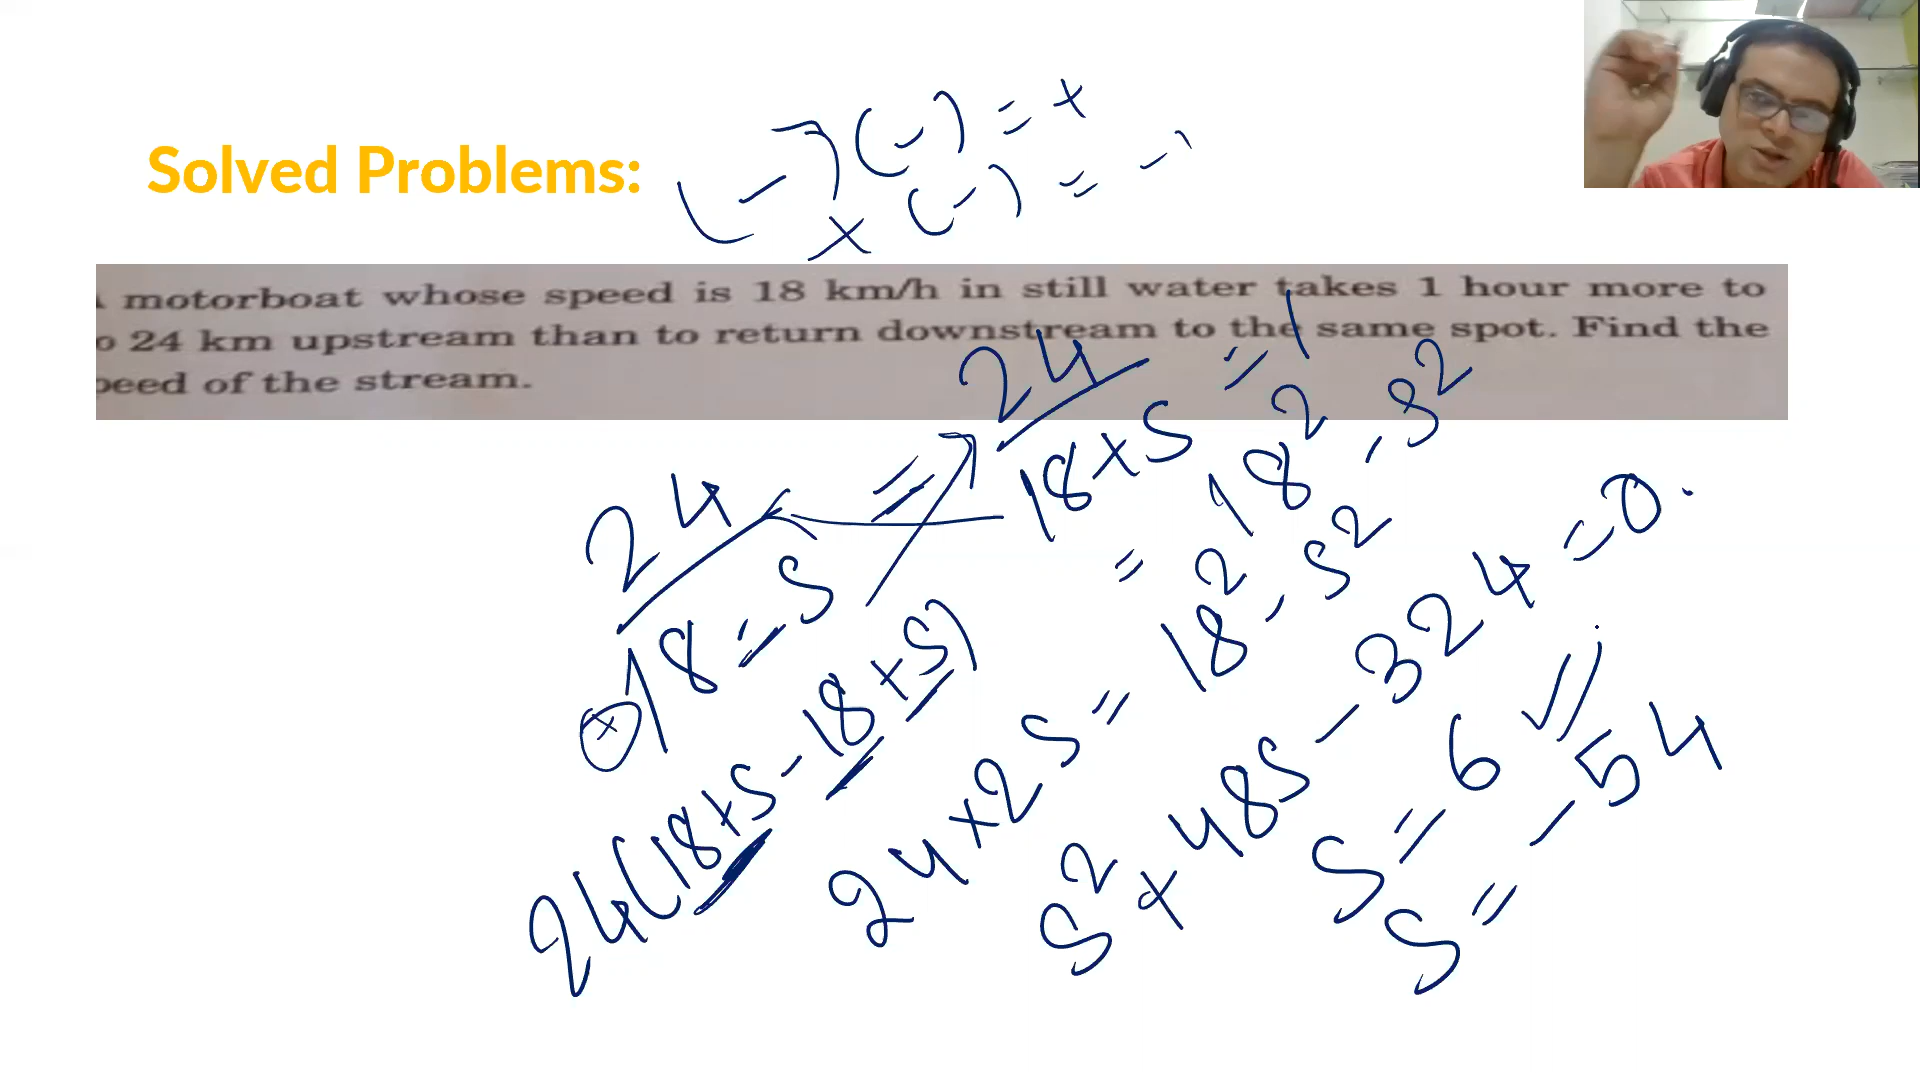 (-)(-) = +
Solved Problems:
+ (-) = -
motorboat whose speed is 18 km/h in still water takes 1 hour more to
24 km upstream than to return downstream to the same spot. Find the
of the stream.
24/18-S = 24/18+S = 1
24(18+S - 18+S) = 18² - S²
24×2S = 18² - S²
S² + 48S - 324 = 0.
S = 6
S = -54